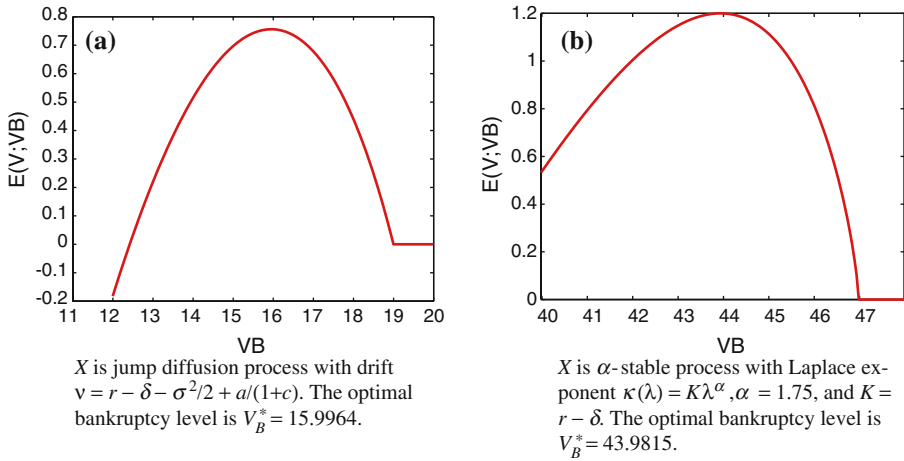 (a)
E(V;VB)
0.8
0.7
0.6
0.5
0.4
0.3
0.2
0.1
0
-0.1
-0.2
11 12 13 14 15 16 17 18 19 20
VB
X is jump diffusion process with drift
ν = r − δ − σ²/2 + a/(1+c). The optimal
bankruptcy level is V*_B = 15.9964.
(b)
E(V;VB)
1.2
1
0.8
0.6
0.4
0.2
0
40 41 42 43 44 45 46 47
VB
X is α-stable process with Laplace ex-
ponent κ(λ) = Kλ^α, α = 1.75, and K =
r − δ. The optimal bankruptcy level is
V*_B = 43.9815.